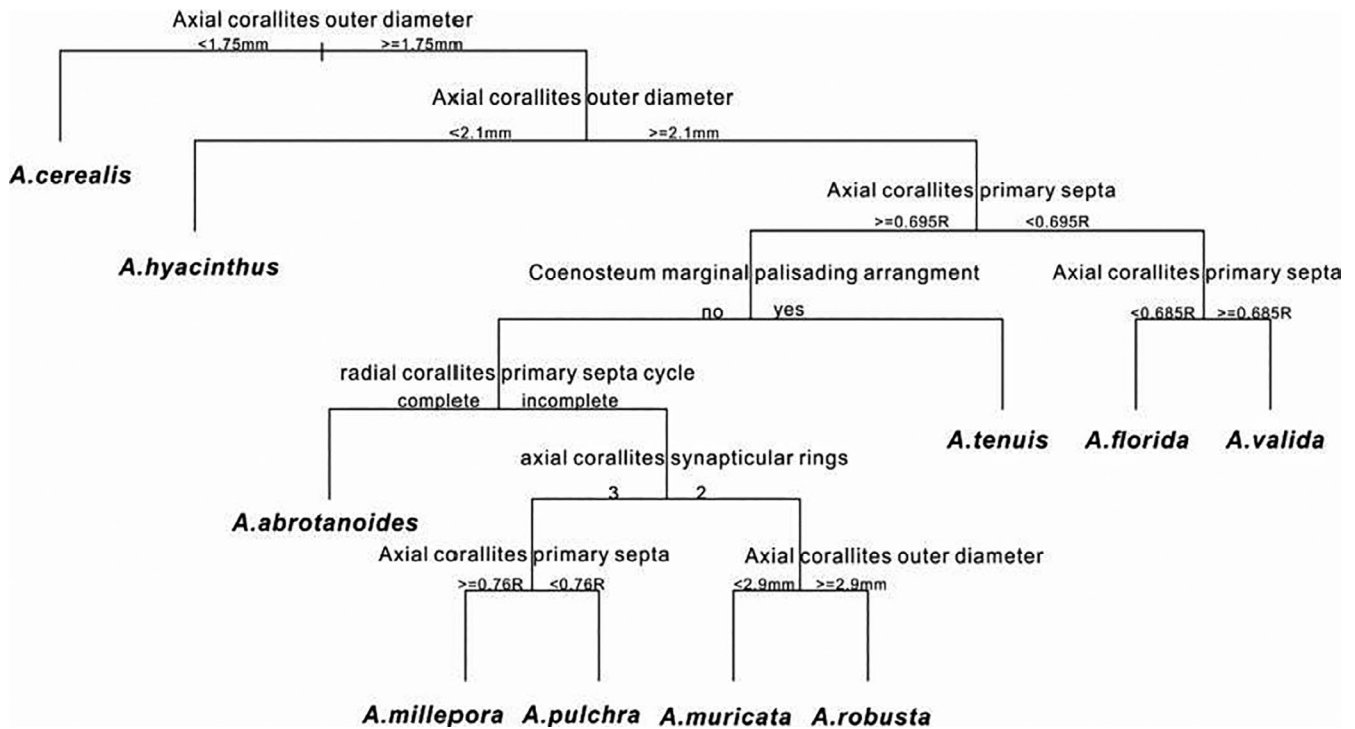 Axial corallites outer diameter
<1.75mm >=1.75mm
Axial corallites outer diameter
<2.1mm >=2.1mm
A.cerealis
Axial corallites primary septa
>=0.695R <0.695R
A.hyacinthus
Coenosteum marginal palisading arrangment
Axial corallites primary septa
no yes
<0.685R >=0.685R
radial corallites primary septa cycle
complete incomplete
A.tenuis
A.florida
A.valida
axial corallites synapticular rings
3 2
A.abrotanoides
Axial corallites primary septa
Axial corallites outer diameter
>=0.76R <0.76R
<2.9mm >=2.9mm
A.millepora
A.pulchra
A.muricata
A.robusta